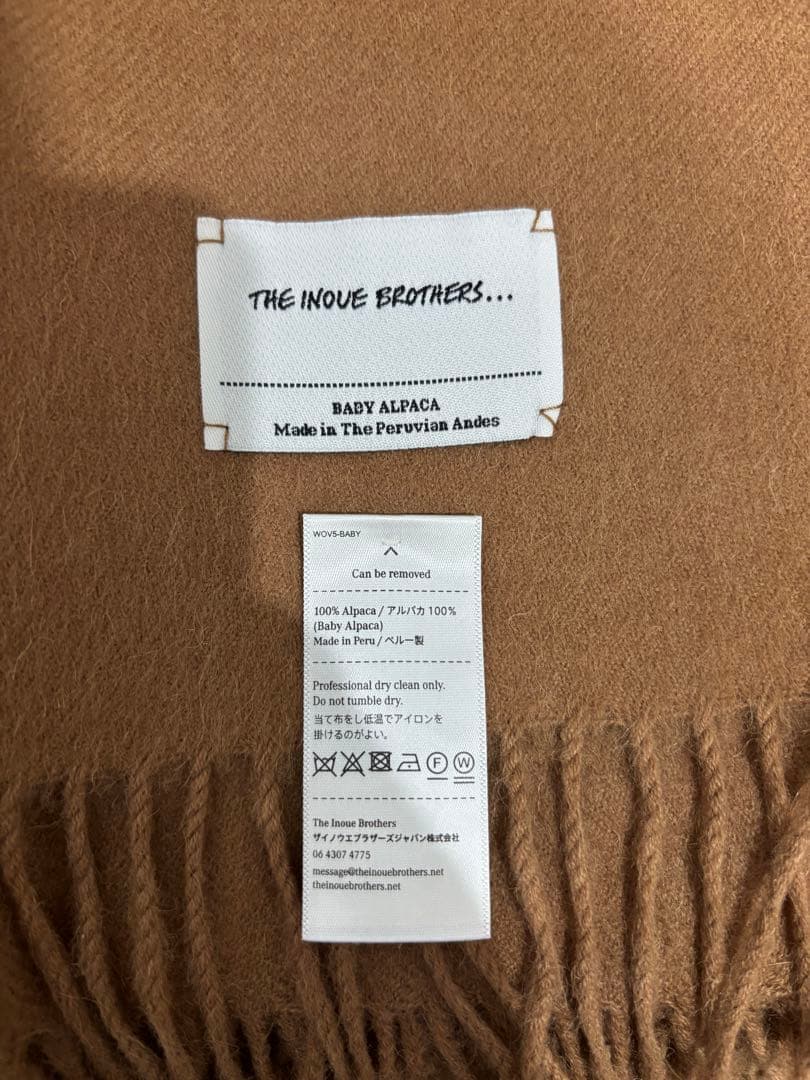 THE INOUE BROTHERS...
BABY ALPACA
Made in The Peruvian Andes
WOV5-BABY
Can be removed
100% Alpaca / アルパカ 100%
(Baby Alpaca)
Made in Peru / ペルー製
Professional dry clean only.
Do not tumble dry.
当て布をし低温でアイロンを
掛けるのがよい。
F W
The Inoue Brothers
ザイノウエブラザーズジャパン株式会社
06 4307 4775
message@theinouebrothers.net
theinouebrothers.net